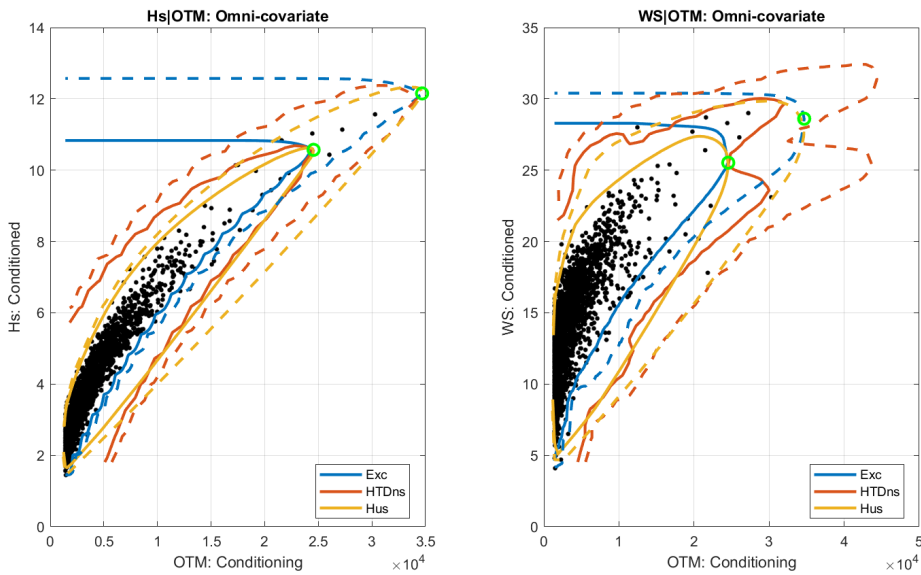 Hs|OTM: Omni-covariate
14
12
10
8
6
4
2
0
Hs: Conditioned
0
0.5
1
1.5
2
2.5
3
3.5
OTM: Conditioning
×10⁴
Exc
HTDns
Hus
WS|OTM: Omni-covariate
35
30
25
20
15
10
5
0
WS: Conditioned
0
1
2
3
4
5
OTM: Conditioning
×10⁴
Exc
HTDns
Hus